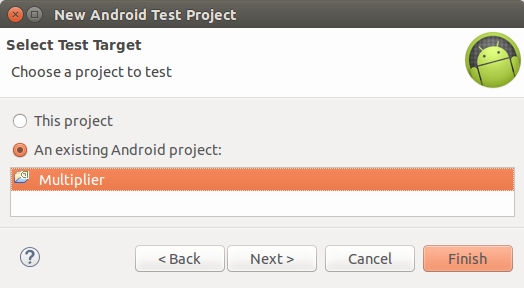 New Android Test Project
Select Test Target
Choose a project to test
This project
An existing Android project:
Multiplier
?
< Back Next > Cancel Finish